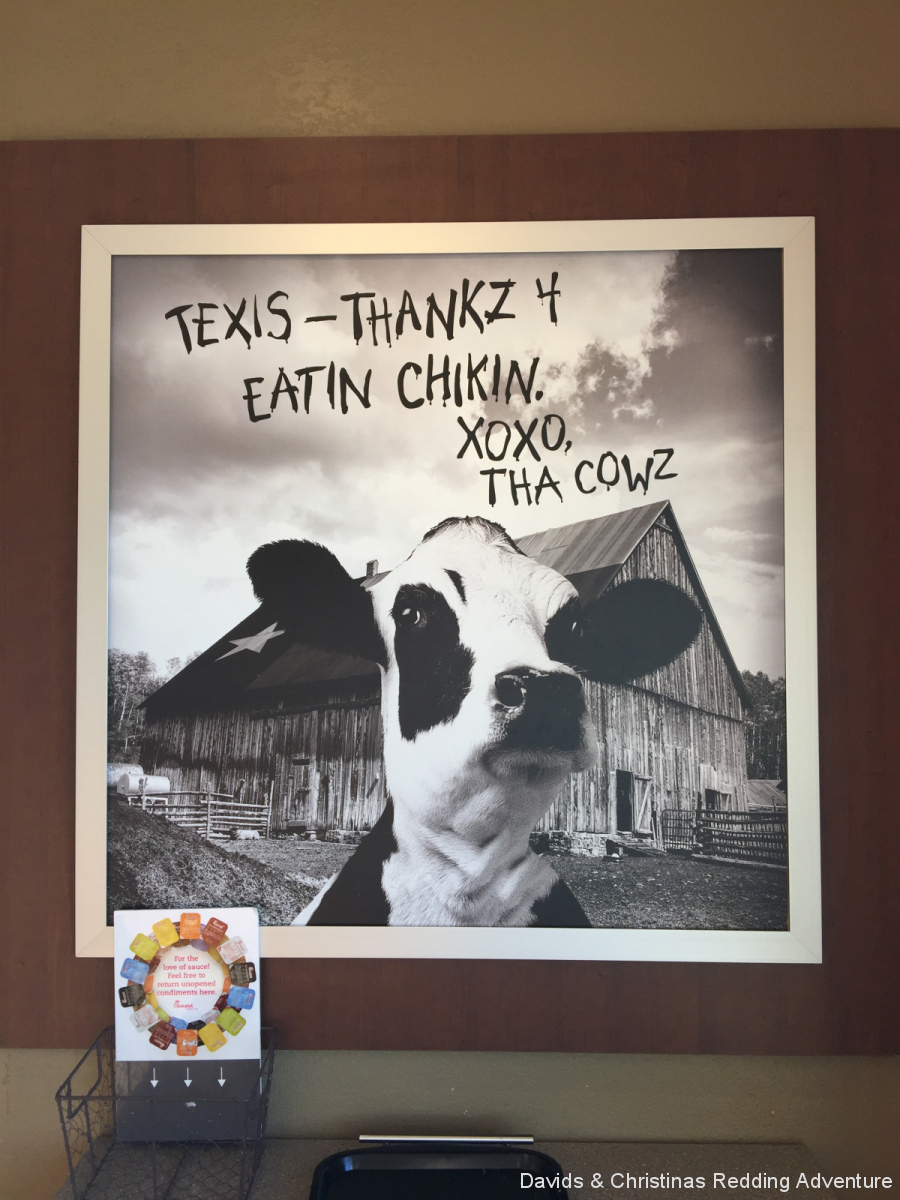 TEXIS – THANKZ 4
EATIN CHIKIN.
XOXO,
THA COWZ
For the
love of sauce!
Feel free to
return unopened
condiments here.
Davids & Christinas Redding Adventure